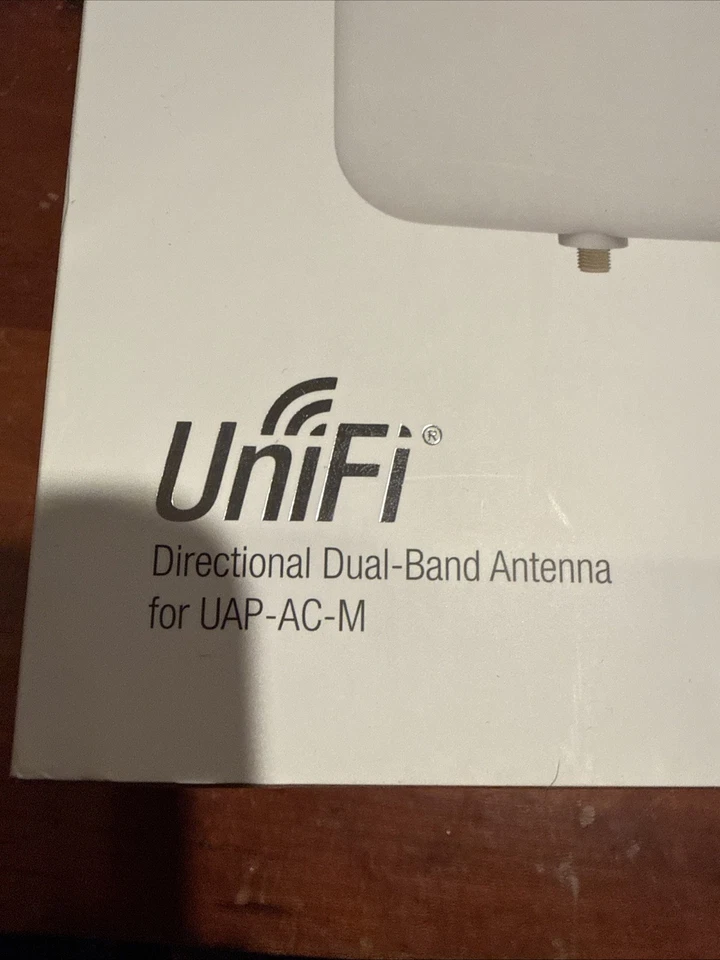 UniFi®
Directional Dual-Band Antenna
for UAP-AC-M